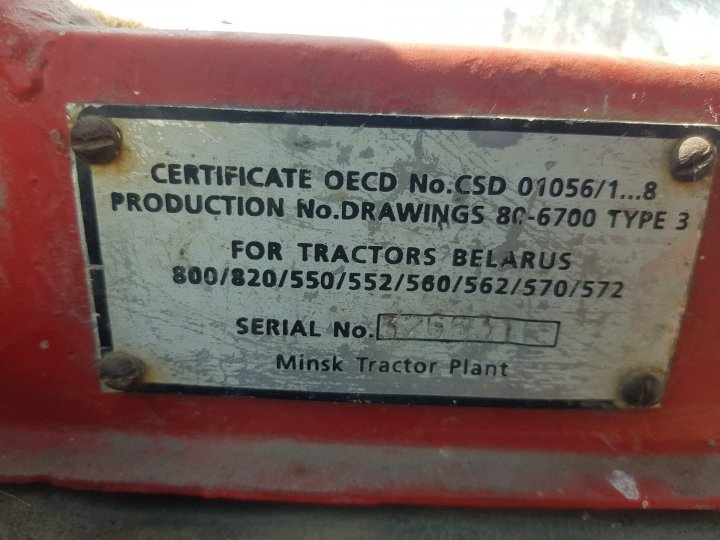 CERTIFICATE OECD No.CSD 01056/1...8
PRODUCTION No.DRAWINGS 80-6700 TYPE 3
FOR TRACTORS BELARUS
800/820/550/552/560/562/570/572
SERIAL No.
Minsk Tractor Plant